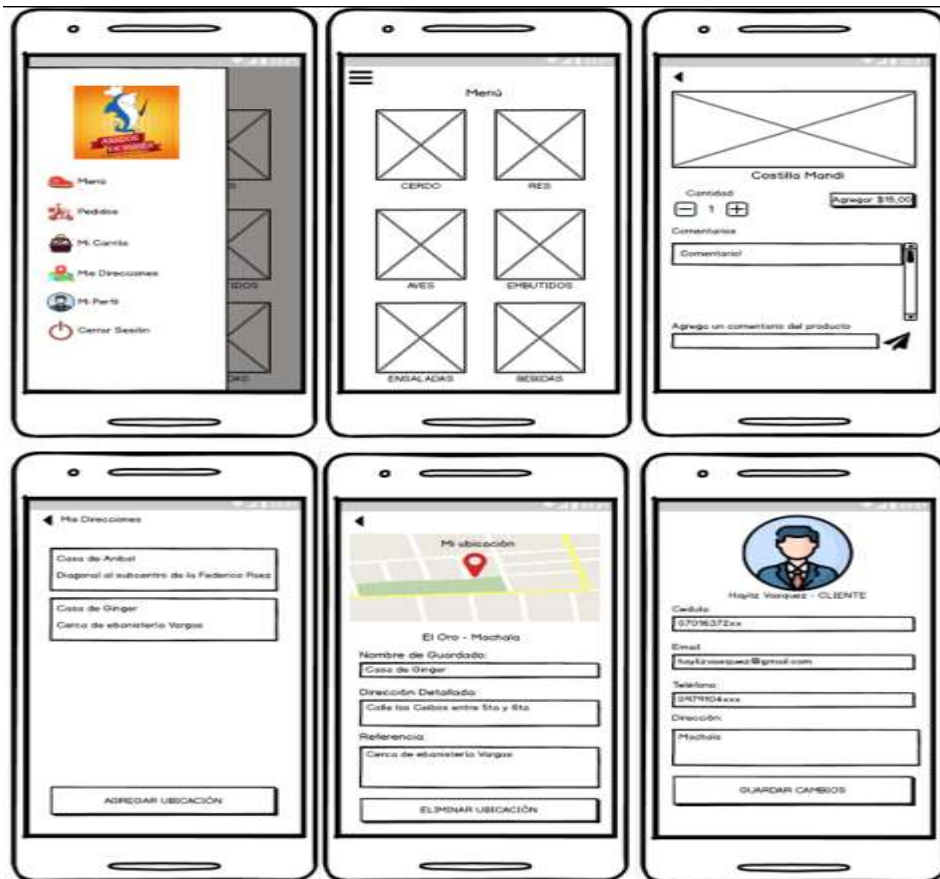 Menú
Pedidos
Mi Carrito
Mis Direcciones
Mi Perfil
Cerrar Sesión
Menú
CERDO
RES
AVES
EMBUTIDOS
ENSALADAS
BEBIDAS
Costilla Mandi
Cantidad
1
Agregar $15,00
Comentarios
Comentario1
Agrega un comentario del producto
Mis Direcciones
Casa de Anibal
Diagonal al subcentro de la Federico Paez
Casa de Ginger
Cerca de ebanistería Vargas
AGREGAR UBICACIÓN
Mi ubicación
El Oro - Machala
Nombre de Guardado:
Casa de Ginger
Dirección Detallada:
Calle los Ceibos entre 5ta y 6ta
Referencia:
Cerca de ebanistería Vargas
ELIMINAR UBICACIÓN
Hayliz Vasquez - CLIENTE
Cedula:
07016372xx
Email:
haylizvasquez@gmail.com
Teléfono:
0979104xxx
Dirección:
Machala
GUARDAR CAMBIOS